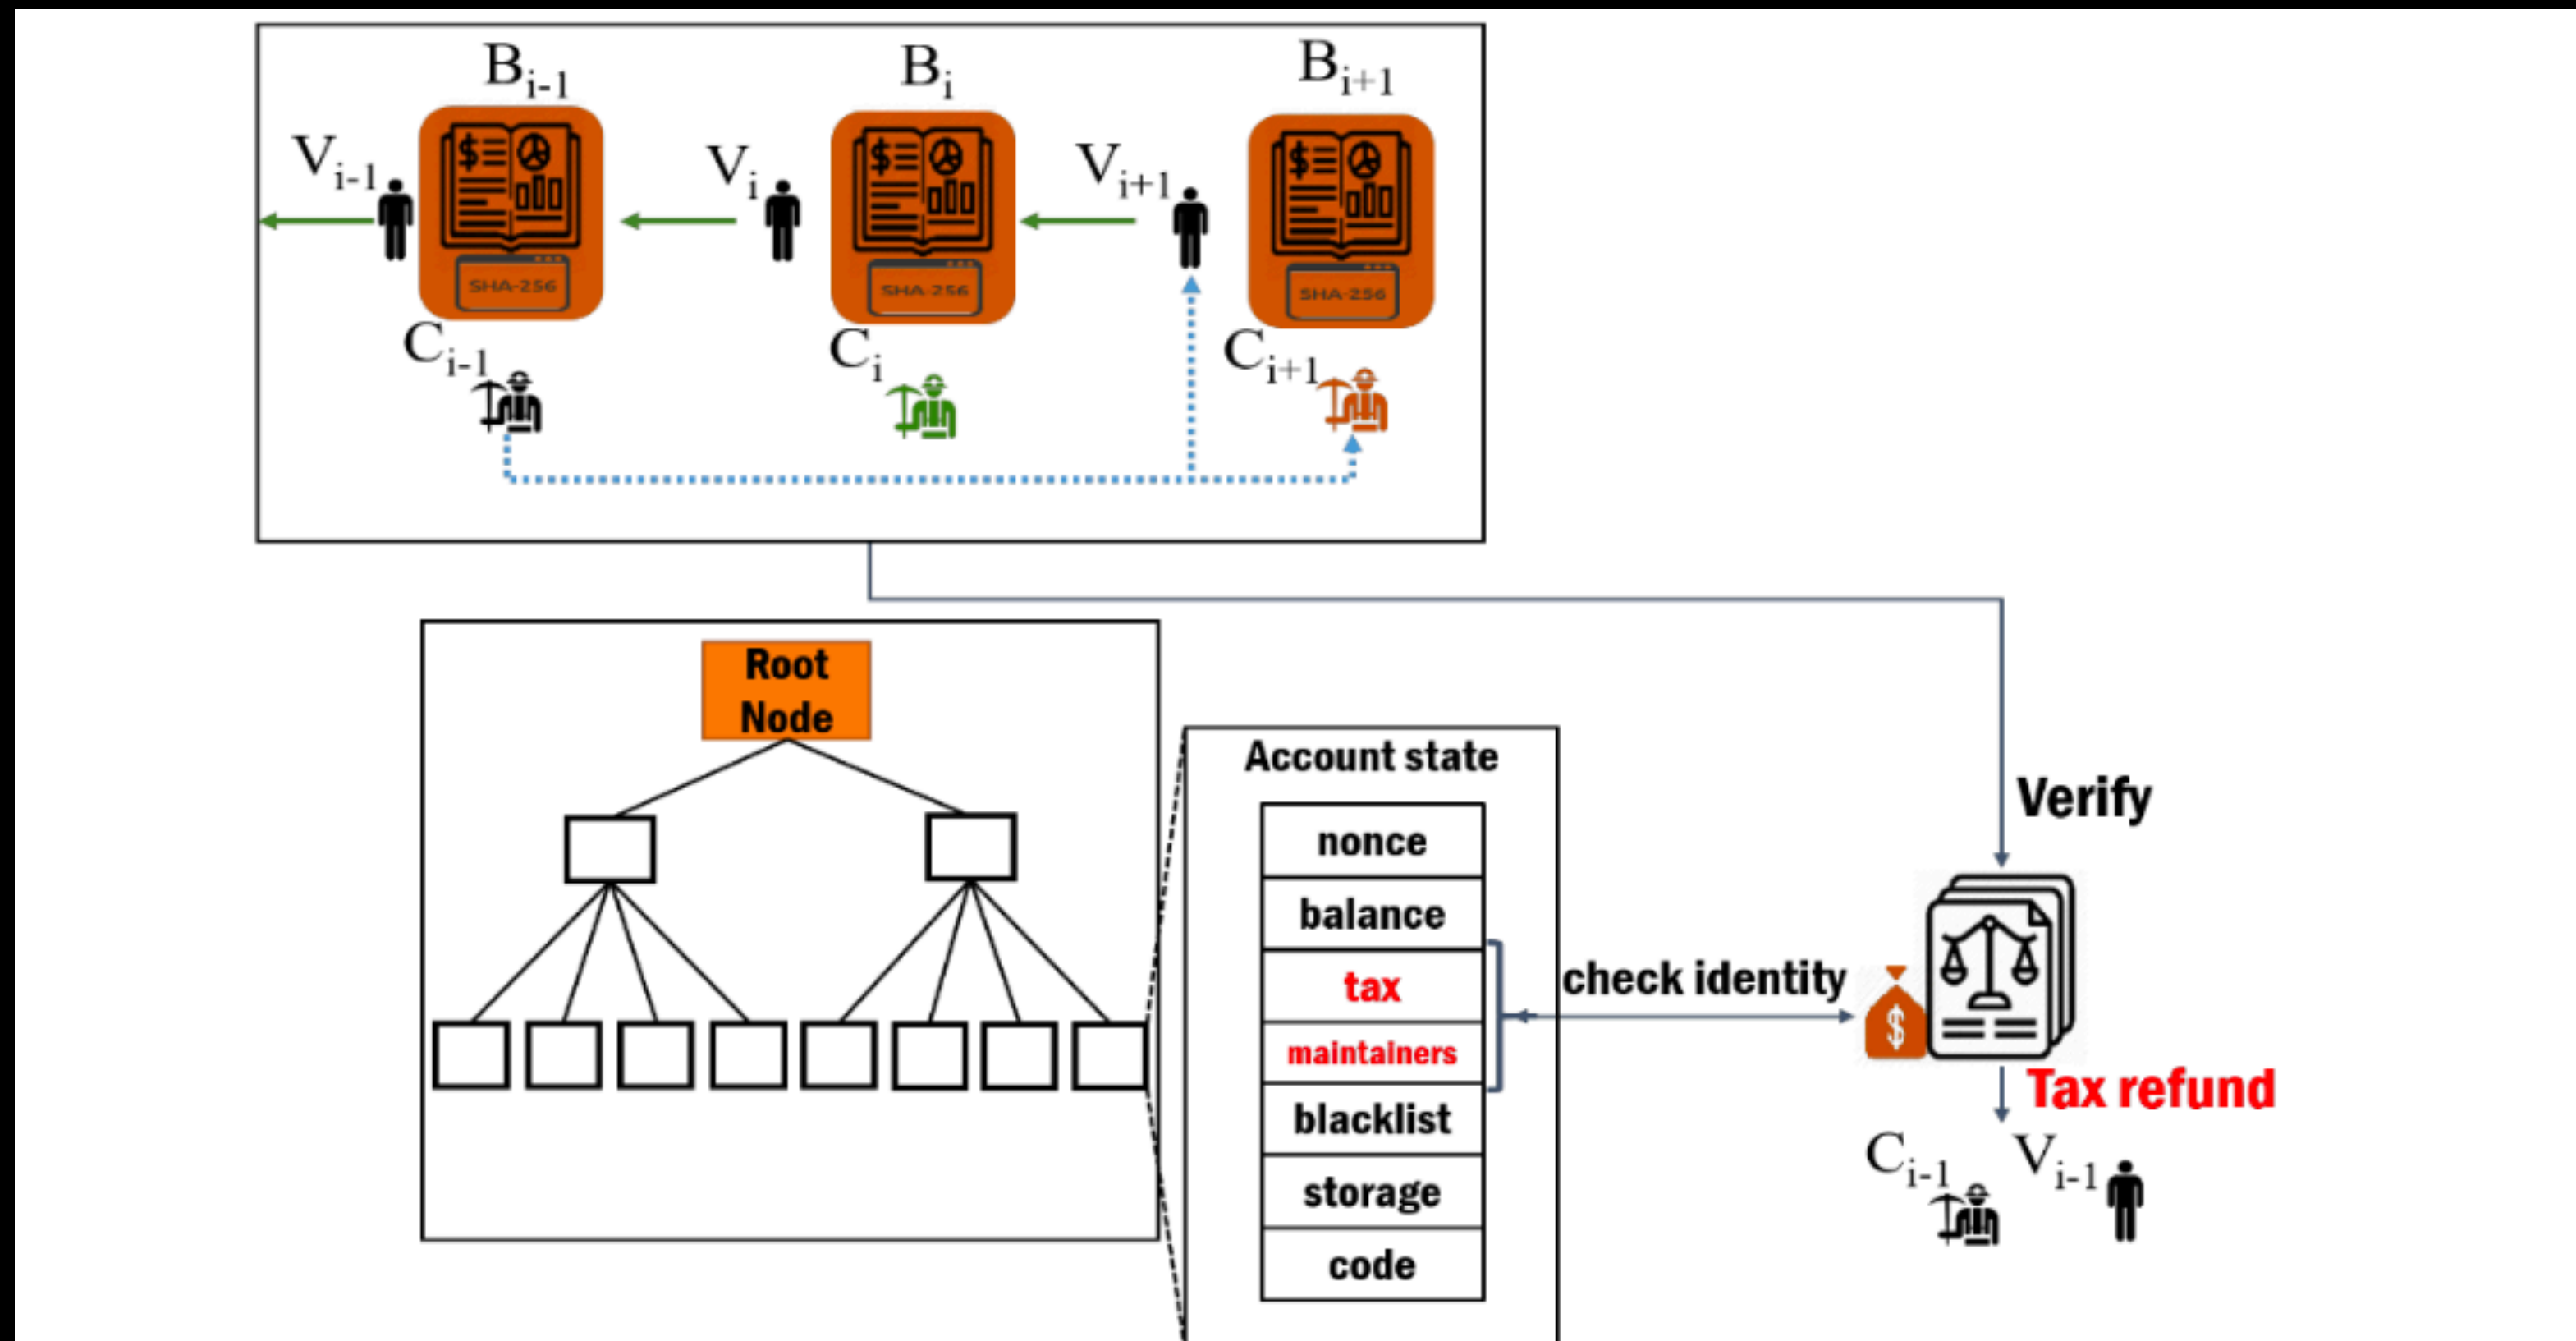 B_{i-1}
B_i
B_{i+1}
V_{i-1}
V_i
V_{i+1}
SHA-256
SHA-256
SHA-256
C_{i-1}
C_i
C_{i+1}
Root
Node
Account state
nonce
balance
tax
maintainers
blacklist
storage
code
check identity
Verify
Tax refund
C_{i-1}
V_{i-1}